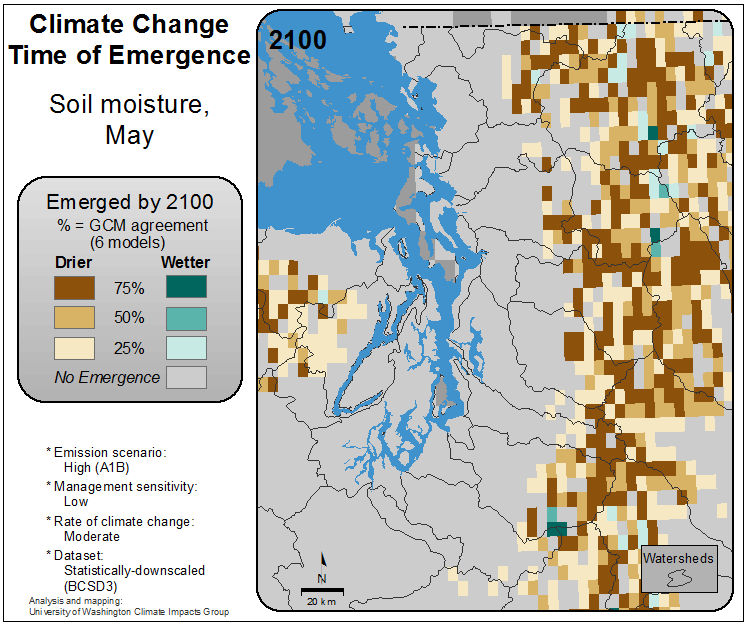 Climate Change
Time of Emergence
Soil moisture,
May
Emerged by 2100
% = GCM agreement
(6 models)
Drier Wetter
75%
50%
25%
No Emergence
* Emission scenario:
High (A1B)
* Management sensitivity:
Low
* Rate of climate change:
Moderate
* Dataset:
Statistically-downscaled
(BCSD3)
Analysis and mapping:
University of Washington Climate Impacts Group
2100
N
20 km
Watersheds